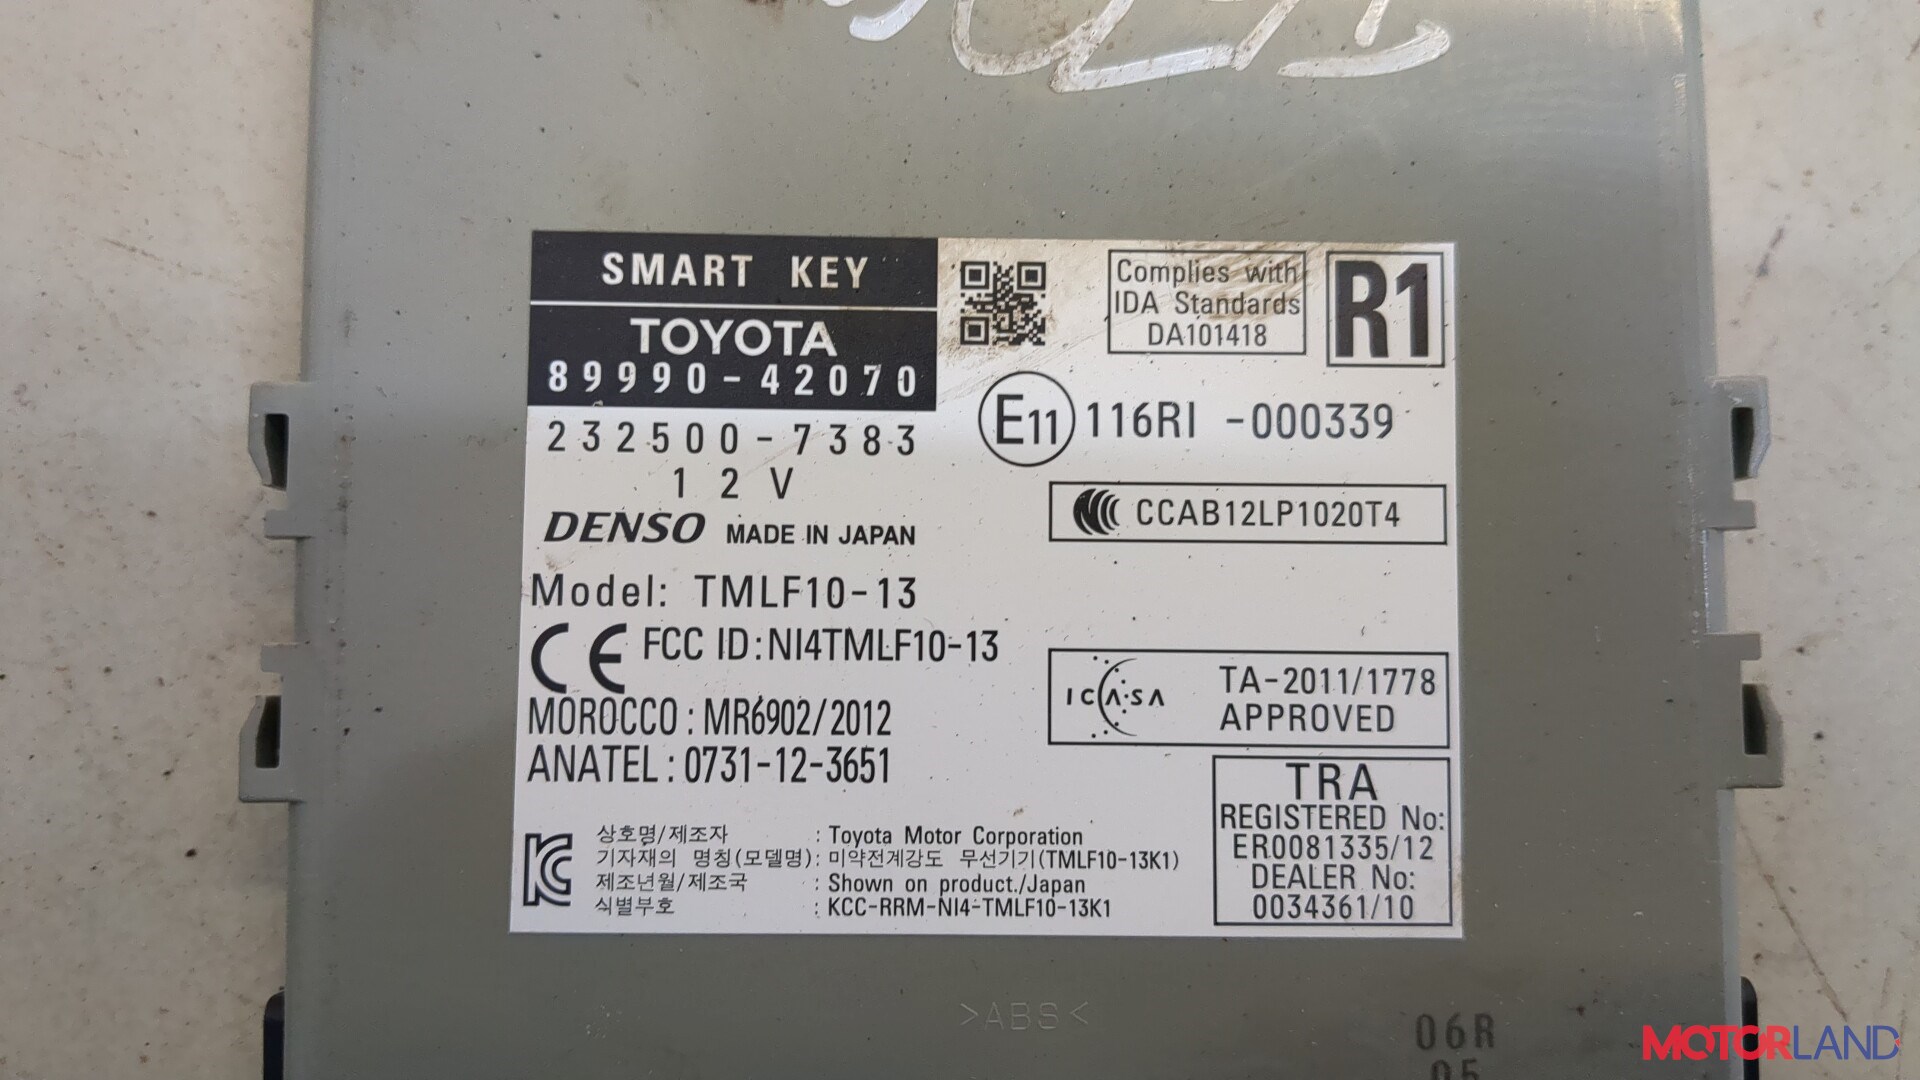 SMART KEY
TOYOTA
89990-42070
232500-7383
12V
DENSO MADE IN JAPAN
Model: TMLF10-13
CE FCC ID:NI4TMLF10-13
MOROCCO : MR6902/2012
ANATEL : 0731-12-3651
상호명/제조자 : Toyota Motor Corporation
기자재의 명칭(모델명) : 미약전계강도 무선기기(TMLF10-13K1)
제조년월/제조국 : Shown on product./Japan
식별부호 : KCC-RRM-NI4-TMLF10-13K1
Complies with
IDA Standards
DA101418
R1
E11 116RI -000339
CCAB12LP1020T4
ICASA
TA-2011/1778
APPROVED
TRA
REGISTERED No:
ER0081335/12
DEALER No:
0034361/10
>ABS<
06R
MOTORLAND